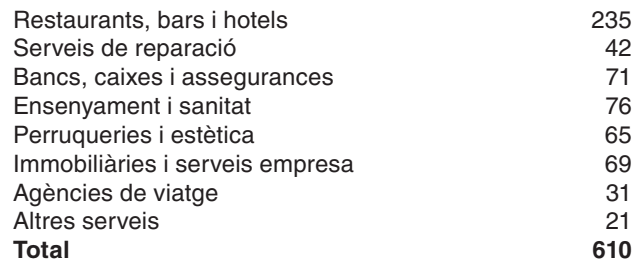 Restaurants, bars i hotels 235
Serveis de reparació 42
Bancs, caixes i assegurances 71
Ensenyament i sanitat 76
Perruqueries i estètica 65
Immobiliàries i serveis empresa 69
Agències de viatge 31
Altres serveis 21
Total 610